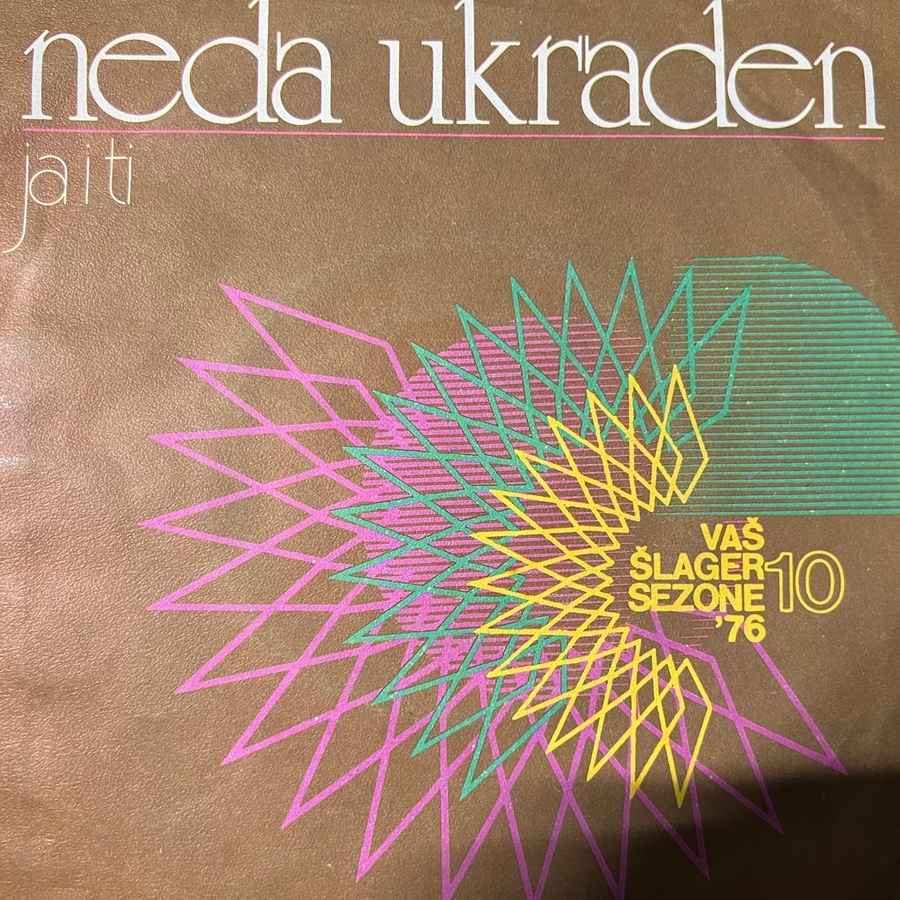 neda ukraden
ja i ti
VAŠ
ŠLAGER
SEZONE 10
'76